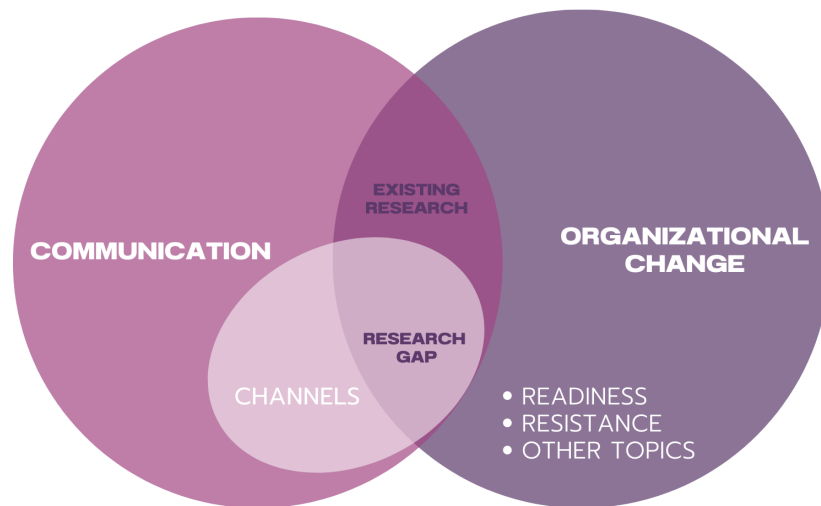 EXISTING
RESEARCH
COMMUNICATION
ORGANIZATIONAL
CHANGE
RESEARCH
GAP
CHANNELS
• READINESS
• RESISTANCE
• OTHER TOPICS